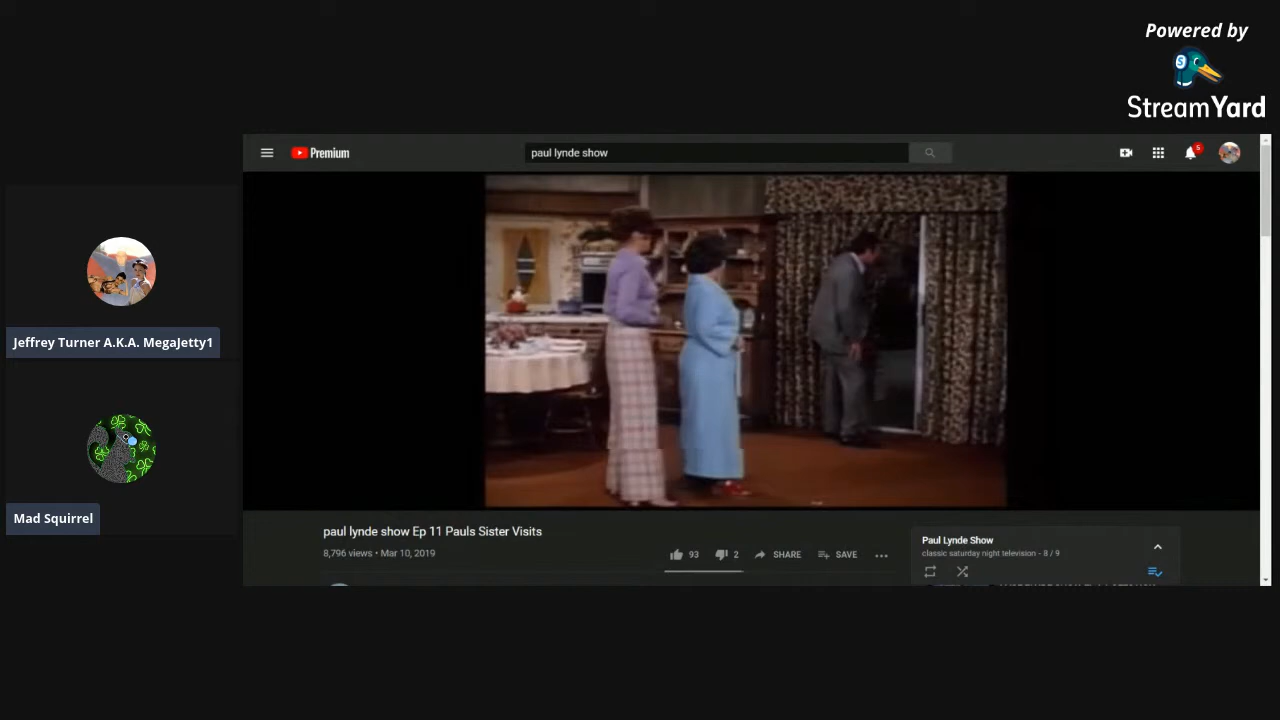 Powered by
StreamYard
Premium
paul lynde show
5
Jeffrey Turner A.K.A. MegaJetty1
Mad Squirrel
paul lynde show Ep 11 Pauls Sister Visits
8,796 views • Mar 10, 2019
93
2
SHARE
SAVE
Paul Lynde Show
classic saturday night television - 8 / 9